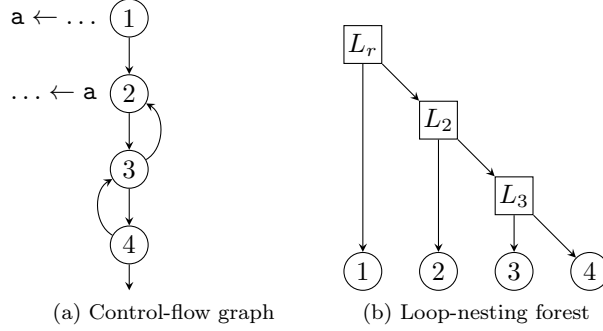 a ← ... 1
... ← a 2
3
4
(a) Control-flow graph
L_r
L_2
L_3
1 2 3 4
(b) Loop-nesting forest